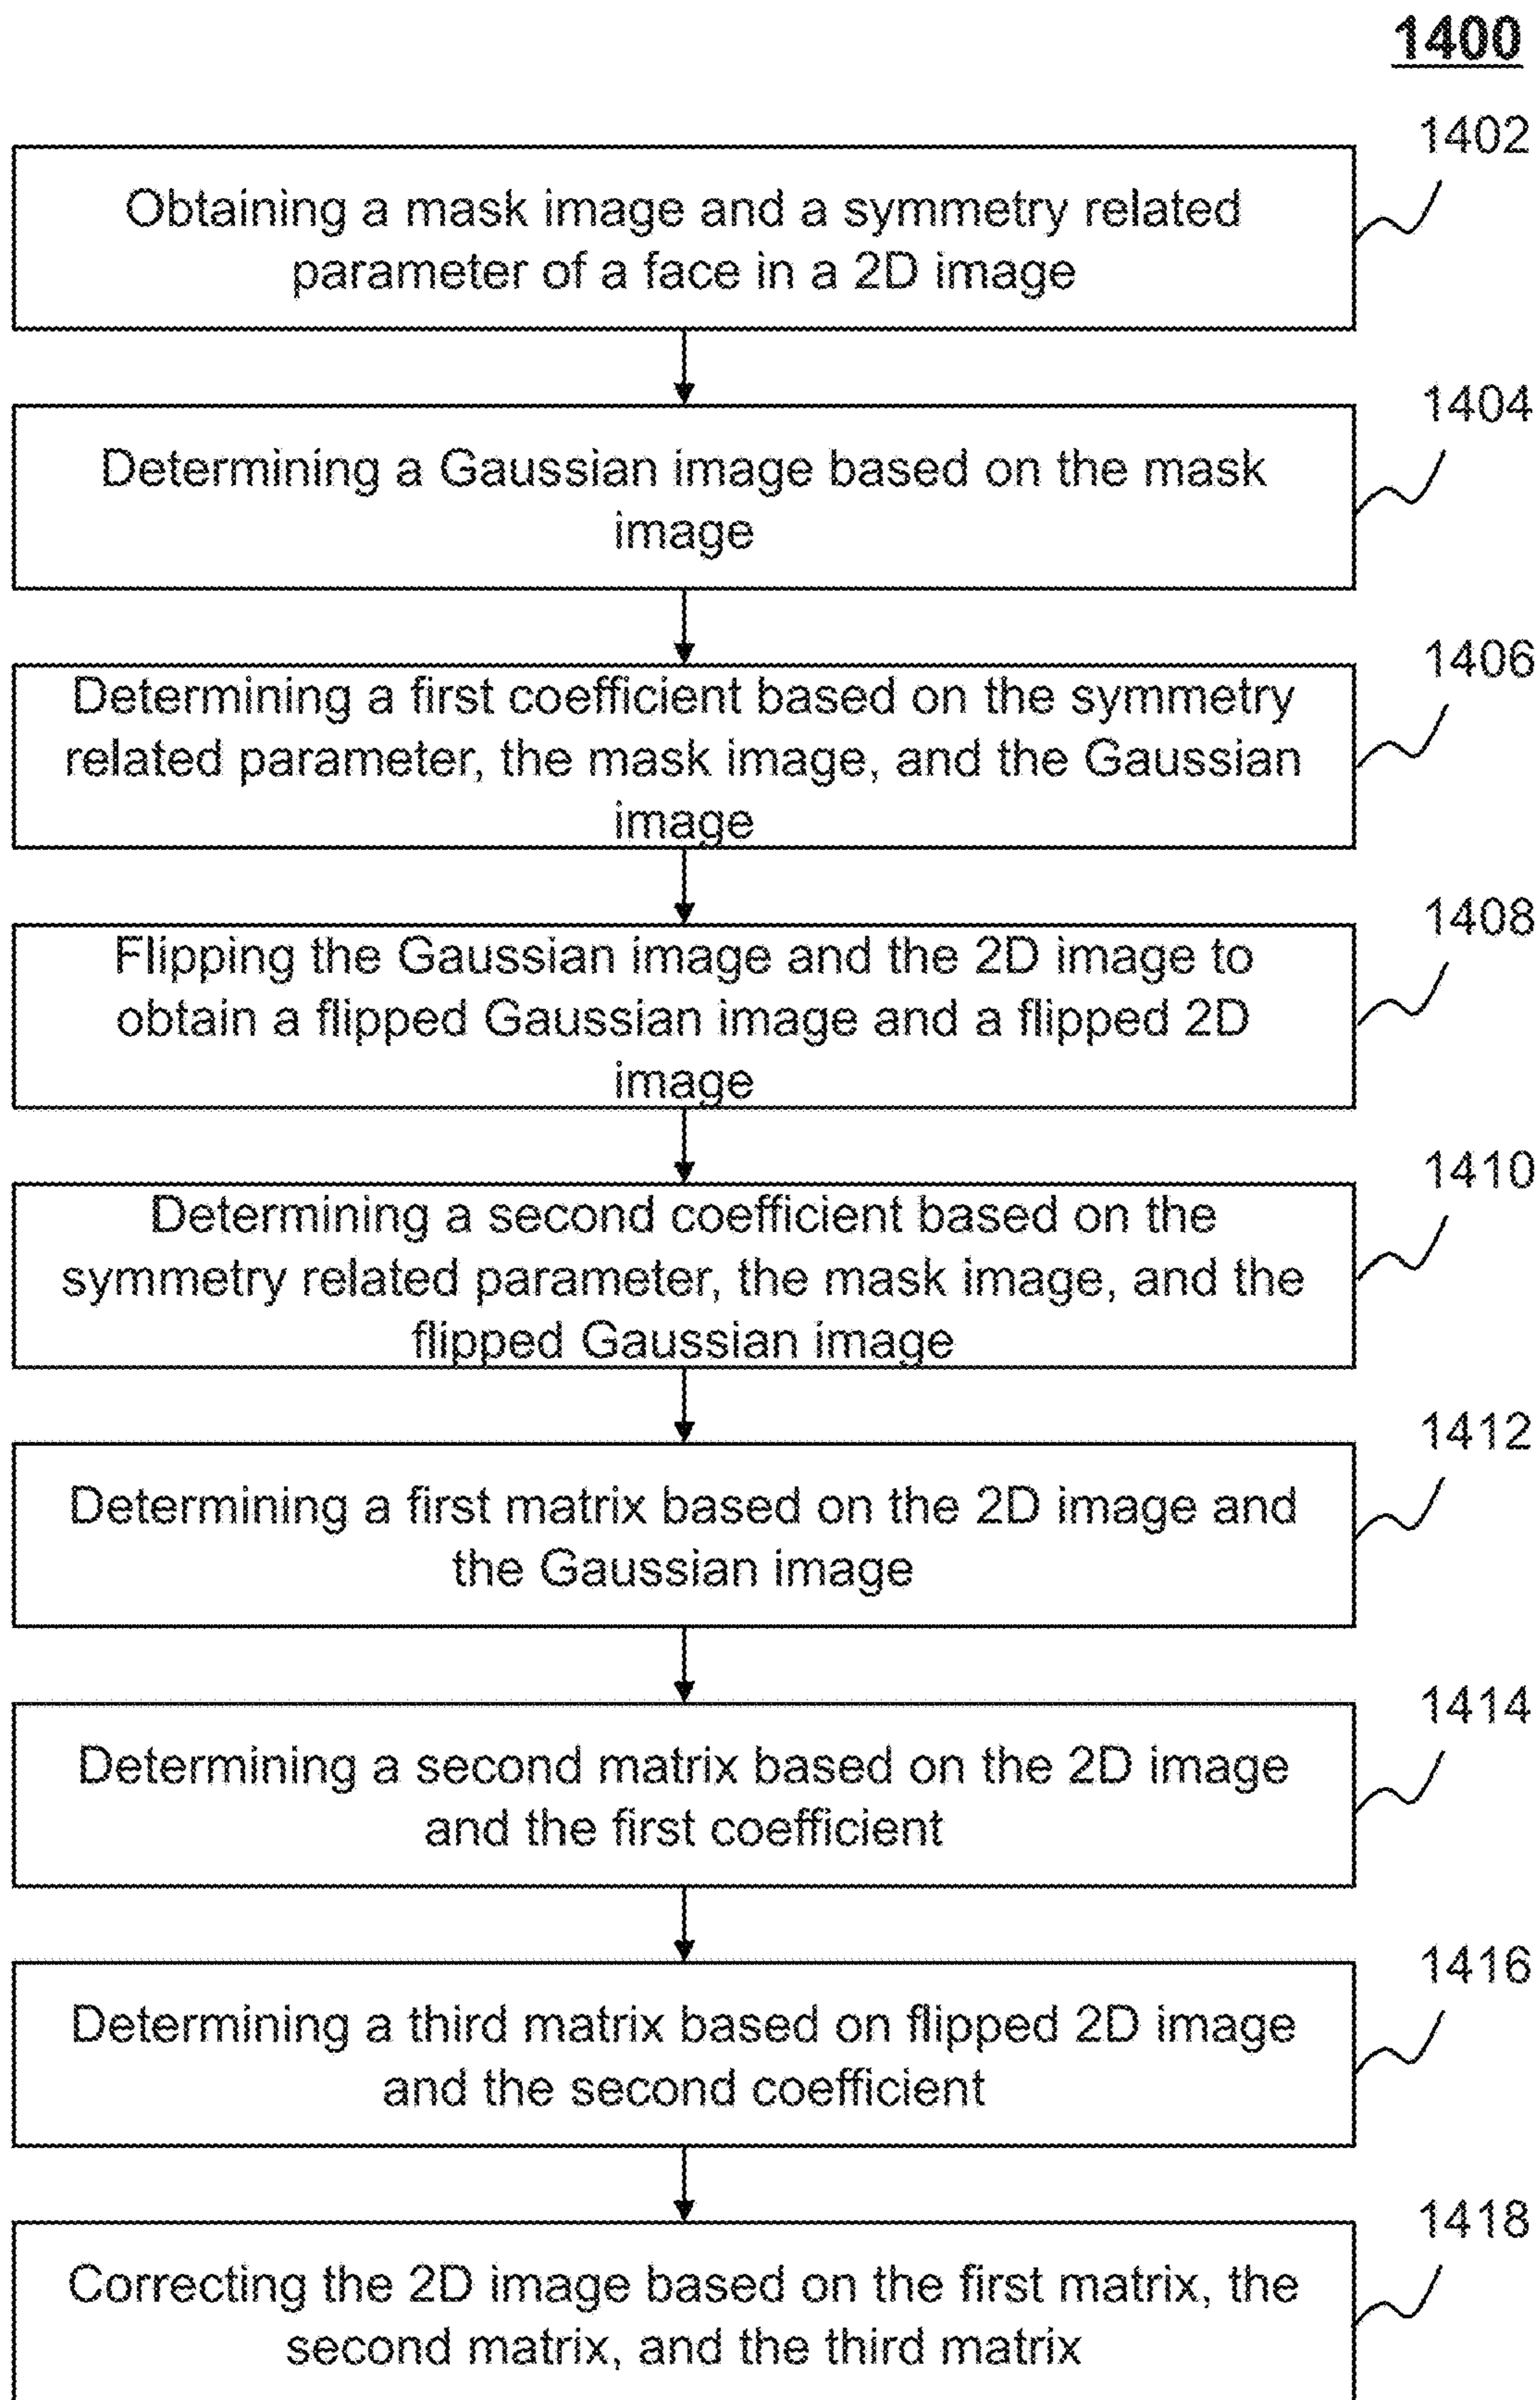 1400
1402
Obtaining a mask image and a symmetry related
parameter of a face in a 2D image
1404
Determining a Gaussian image based on the mask
image
1406
Determining a first coefficient based on the symmetry
related parameter, the mask image, and the Gaussian
image
1408
Flipping the Gaussian image and the 2D image to
obtain a flipped Gaussian image and a flipped 2D
image
1410
Determining a second coefficient based on the
symmetry related parameter, the mask image, and the
flipped Gaussian image
1412
Determining a first matrix based on the 2D image and
the Gaussian image
1414
Determining a second matrix based on the 2D image
and the first coefficient
1416
Determining a third matrix based on flipped 2D image
and the second coefficient
1418
Correcting the 2D image based on the first matrix, the
second matrix, and the third matrix